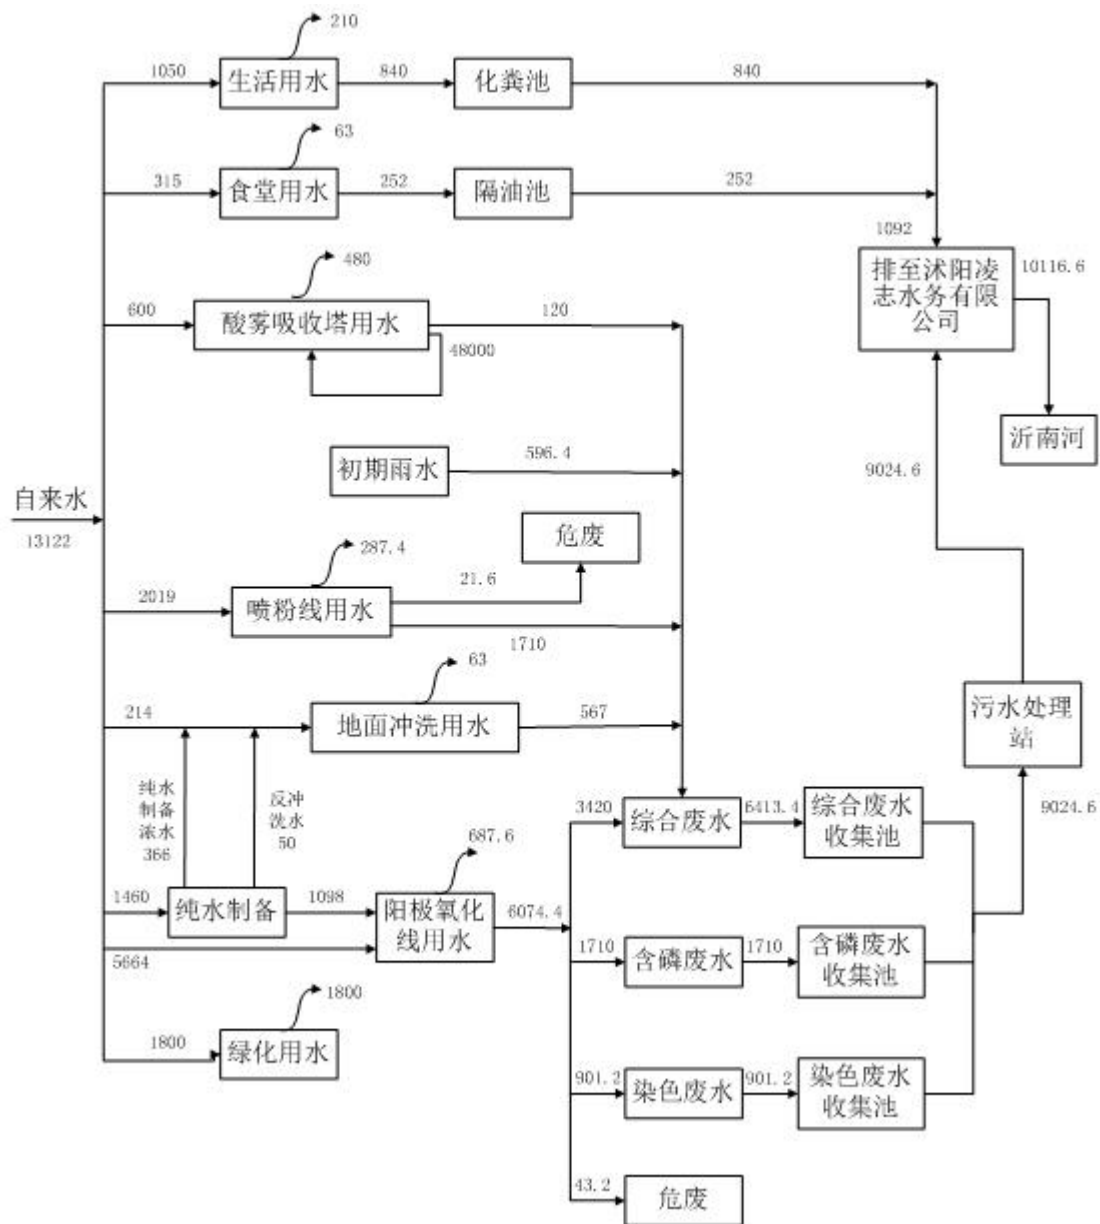 210
1050
生活用水
840
化粪池
840
63
315
食堂用水
252
隔油池
252
1092
排至沭阳凌
志水务有限
公司
10116.6
480
600
酸雾吸收塔用水
120
48000
沂南河
初期雨水
596.4
9024.6
自来水
13122
危废
287.4
21.6
2019
喷粉线用水
1710
63
214
地面冲洗用水
567
污水处理
站
纯水
制备
浓水
366
反冲
洗水
50
3420
综合废水
6413.4
综合废水
收集池
9024.6
687.6
1460
纯水制备
1098
阳极氧化
线用水
6074.4
5664
1710
含磷废水
1710
含磷废水
收集池
1800
1800
绿化用水
901.2
染色废水
901.2
染色废水
收集池
43.2
危废